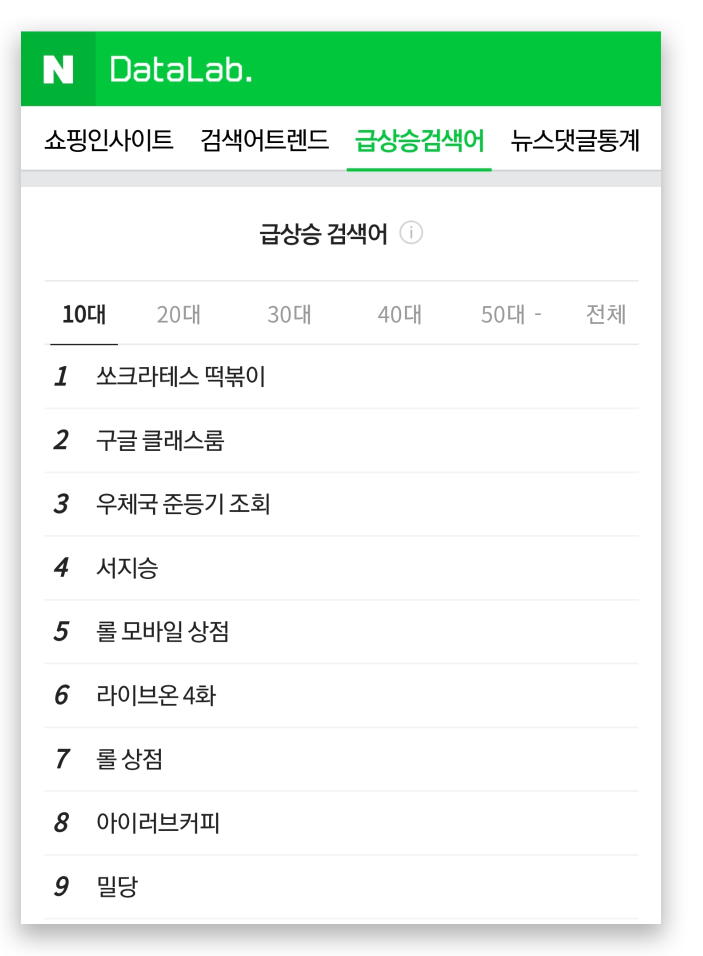 N DataLab.
쇼핑인사이트 검색어트렌드 급상승검색어 뉴스댓글통계
급상승 검색어 i
10대 20대 30대 40대 50대 - 전체
1 쏘크라테스 떡볶이
2 구글 클래스룸
3 우체국 준등기 조회
4 서지승
5 롤 모바일 상점
6 라이브온 4화
7 롤 상점
8 아이러브커피
9 밀당